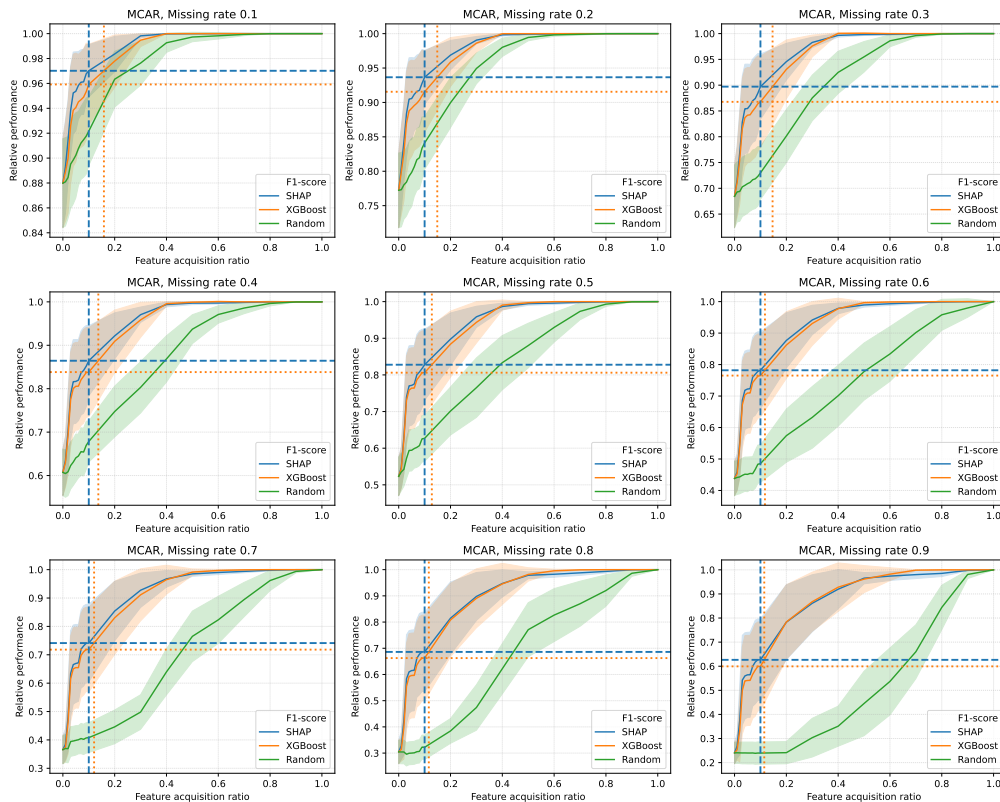 MCAR, Missing rate 0.1
1.00
0.98
0.96
0.94
0.92
0.90
0.88
0.86
0.84
Relative performance
F1-score
SHAP
XGBoost
Random
0.0 0.2 0.4 0.6 0.8 1.0
Feature acquisition ratio
MCAR, Missing rate 0.2
1.00
0.95
0.90
0.85
0.80
0.75
Relative performance
F1-score
SHAP
XGBoost
Random
0.0 0.2 0.4 0.6 0.8 1.0
Feature acquisition ratio
MCAR, Missing rate 0.3
1.00
0.95
0.90
0.85
0.80
0.75
0.70
0.65
Relative performance
F1-score
SHAP
XGBoost
Random
0.0 0.2 0.4 0.6 0.8 1.0
Feature acquisition ratio
MCAR, Missing rate 0.4
1.0
0.9
0.8
0.7
0.6
Relative performance
F1-score
SHAP
XGBoost
Random
0.0 0.2 0.4 0.6 0.8 1.0
Feature acquisition ratio
MCAR, Missing rate 0.5
1.0
0.9
0.8
0.7
0.6
0.5
Relative performance
F1-score
SHAP
XGBoost
Random
0.0 0.2 0.4 0.6 0.8 1.0
Feature acquisition ratio
MCAR, Missing rate 0.6
1.0
0.9
0.8
0.7
0.6
0.5
0.4
Relative performance
F1-score
SHAP
XGBoost
Random
0.0 0.2 0.4 0.6 0.8 1.0
Feature acquisition ratio
MCAR, Missing rate 0.7
1.0
0.9
0.8
0.7
0.6
0.5
0.4
0.3
Relative performance
F1-score
SHAP
XGBoost
Random
0.0 0.2 0.4 0.6 0.8 1.0
Feature acquisition ratio
MCAR, Missing rate 0.8
1.0
0.9
0.8
0.7
0.6
0.5
0.4
0.3
Relative performance
F1-score
SHAP
XGBoost
Random
0.0 0.2 0.4 0.6 0.8 1.0
Feature acquisition ratio
MCAR, Missing rate 0.9
1.0
0.9
0.8
0.7
0.6
0.5
0.4
0.3
0.2
Relative performance
F1-score
SHAP
XGBoost
Random
0.0 0.2 0.4 0.6 0.8 1.0
Feature acquisition ratio